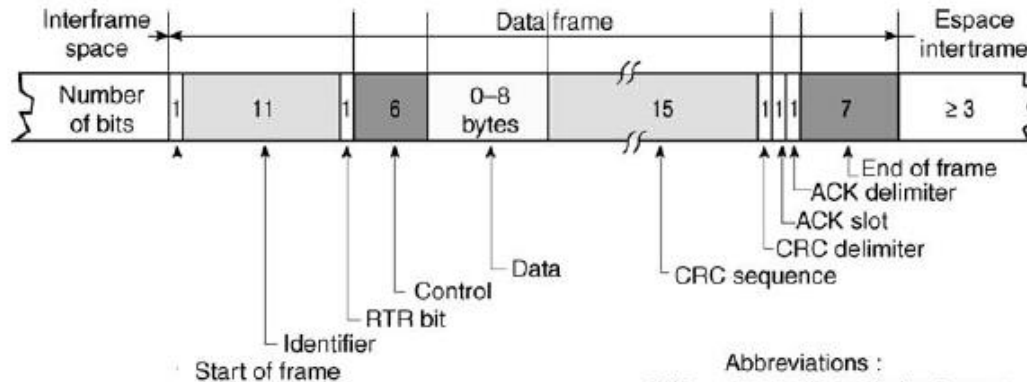 Interframe space
Data frame
Espace intertrame
Number of bits
1
11
1
6
0–8 bytes
15
1
1
1
7
≥ 3
End of frame
ACK delimiter
ACK slot
CRC delimiter
CRC sequence
Data
Control
RTR bit
Identifier
Start of frame
Abbreviations :